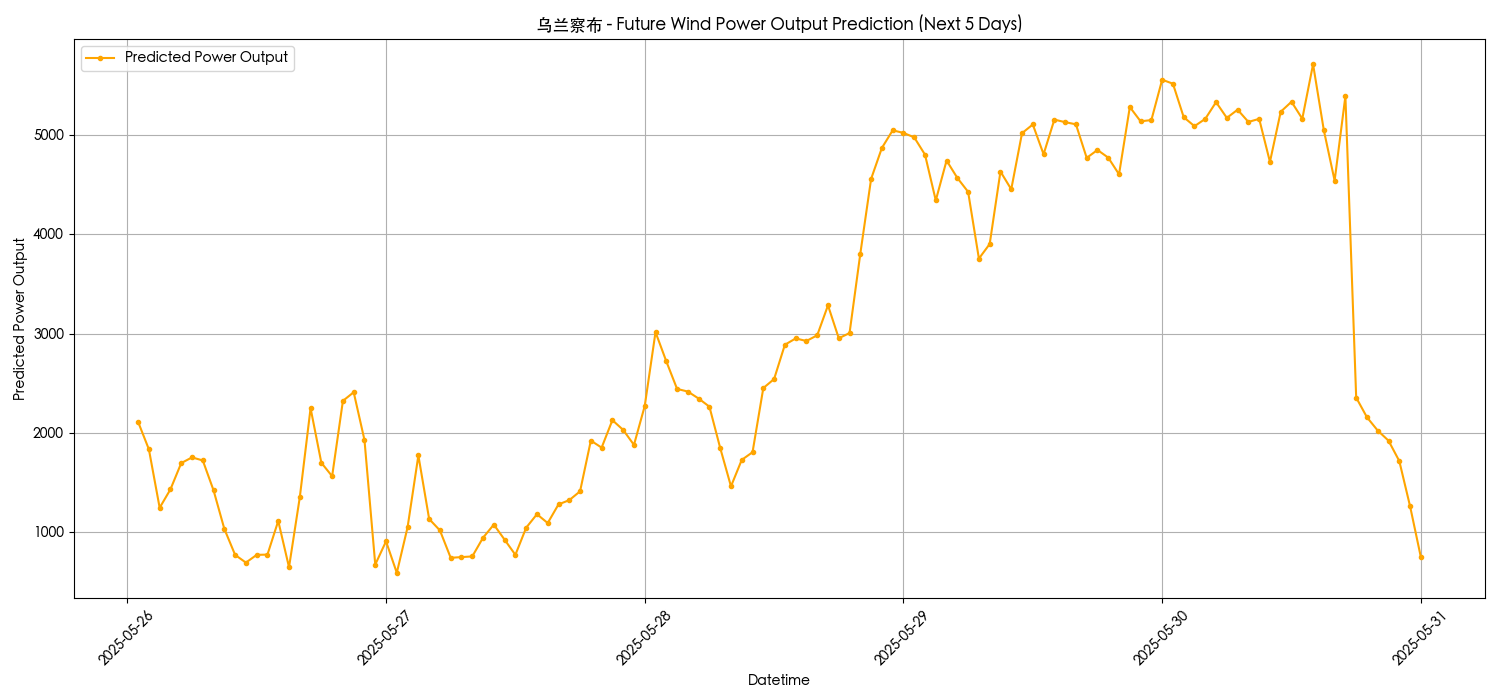 乌兰察布 - Future Wind Power Output Prediction (Next 5 Days)
Predicted Power Output
Predicted Power Output
5000
4000
3000
2000
1000
2025-05-26
2025-05-27
2025-05-28
2025-05-29
2025-05-30
2025-05-31
Datetime